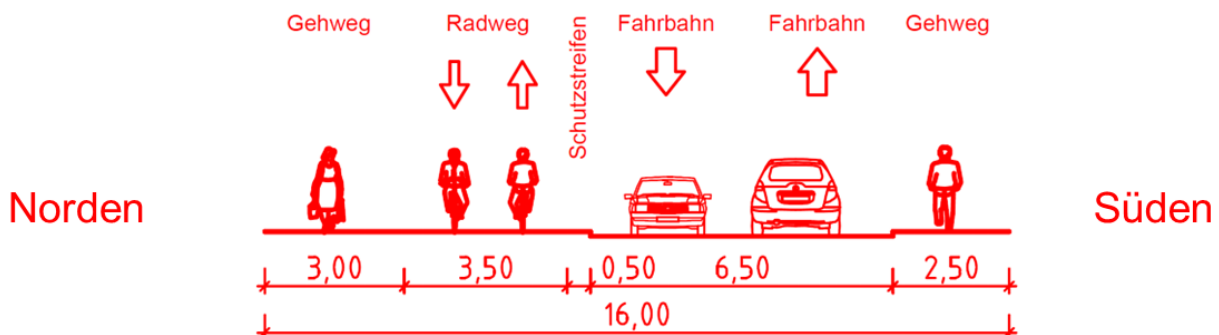 Gehweg Radweg Schutzstreifen Fahrbahn Fahrbahn Gehweg
Norden Süden
3,00 3,50 0,50 6,50 2,50
16,00